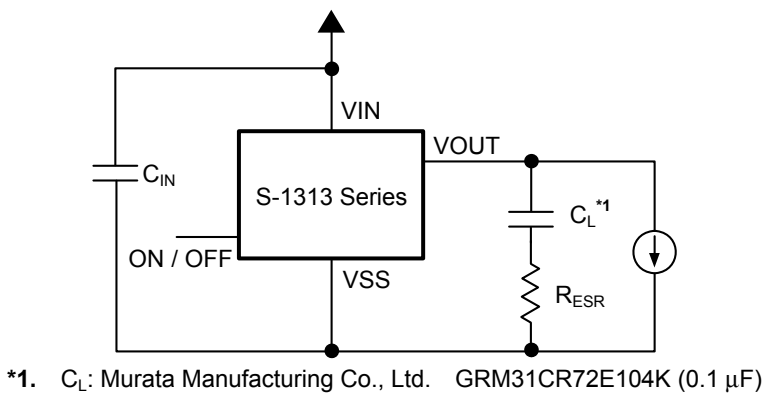 VIN
VOUT
C_IN
S-1313 Series
C_L*1
ON / OFF
VSS
R_ESR
*1. C_L: Murata Manufacturing Co., Ltd. GRM31CR72E104K (0.1 μF)